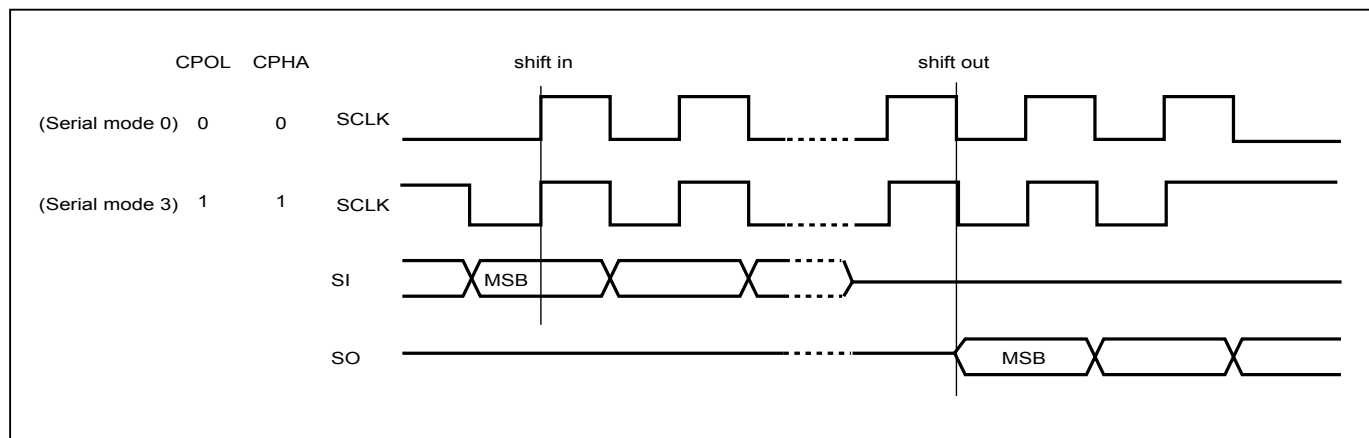 CPOL CPHA shift in shift out
(Serial mode 0) 0 0 SCLK
(Serial mode 3) 1 1 SCLK
SI MSB
SO MSB